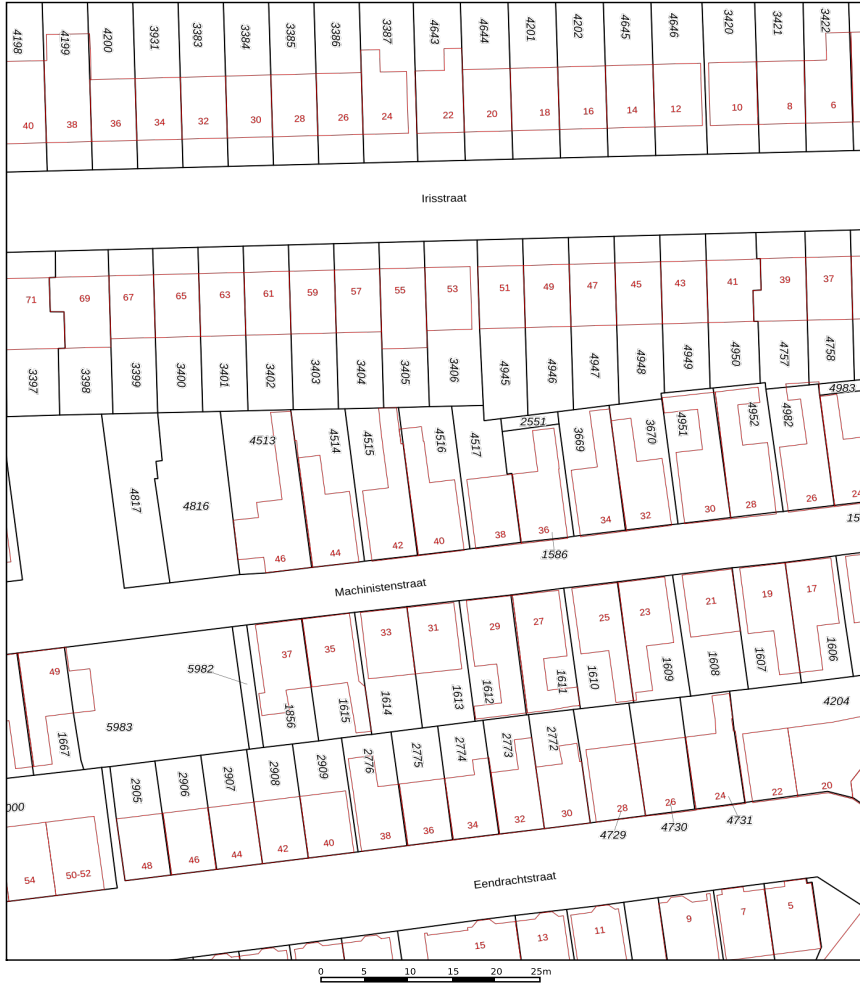 4198 4199 4200 3931 3383 3384 3385 3386 3387 4643 4644 4201 4202 4645 4646 3420 3421 3422
40 38 36 34 32 30 28 26 24 22 20 18 16 14 12 10 8 6
Irisstraat
71 69 67 65 63 61 59 57 55 53 51 49 47 45 43 41 39 37
3397 3398 3399 3400 3401 3402 3403 3404 3405 3406 4945 4946 4947 4948 4949 4950 4757 4758
4983
4817 4816 4513 4514 4515 4516 4517 2551 3669 3670 4951 4952 4982
46 44 42 40 38 36 34 32 30 28 26 24
1586
Machinistenstraat
49 37 35 33 31 29 27 25 23 21 19 17
5982
1667 5983 1856 1615 1614 1613 1612 1611 1610 1609 1608 1607 1606
4204
2905 2906 2907 2908 2909 2776 2775 2774 2773 2772
000
54 50-52 48 46 44 42 40 38 36 34 32 30 28 26 24 22 20
4729 4730 4731
Eendrachtstraat
15 13 11 9 7 5
0 5 10 15 20 25m